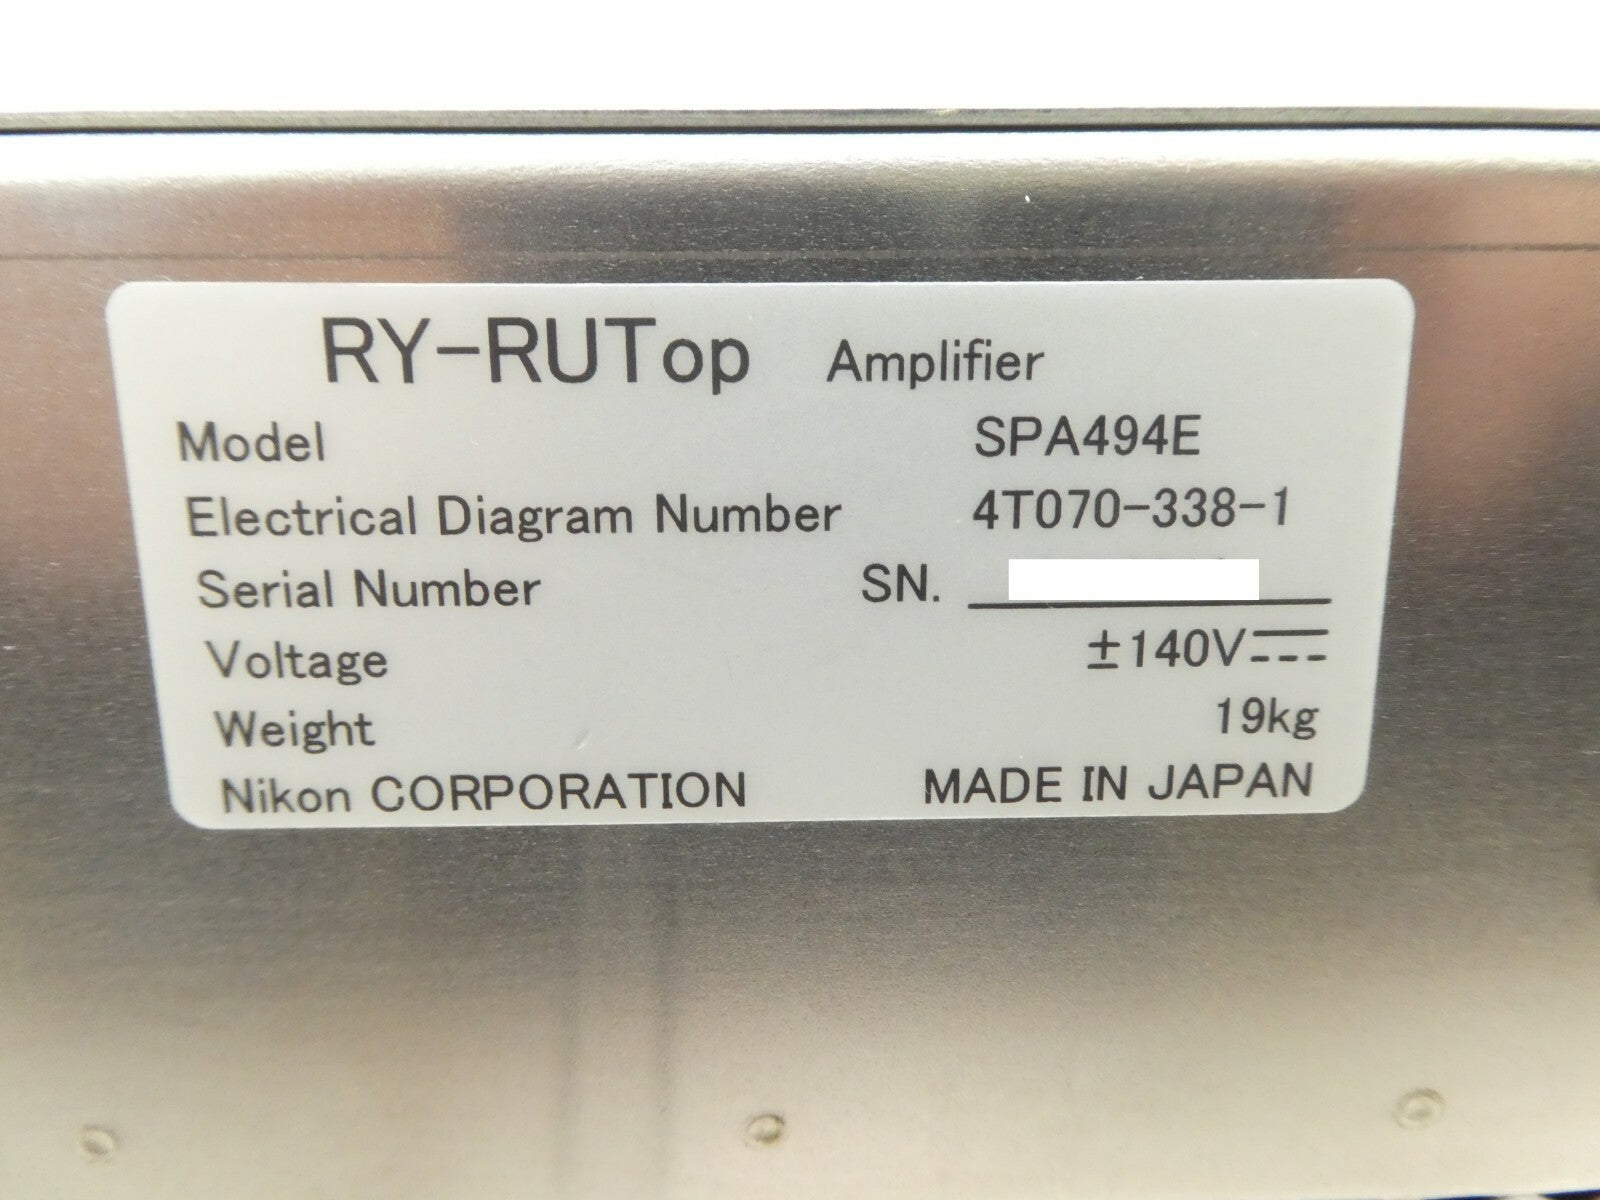 RY-RUTop Amplifier
Model SPA494E
Electrical Diagram Number 4T070-338-1
Serial Number SN.
Voltage ±140V⎓
Weight 19kg
Nikon CORPORATION MADE IN JAPAN